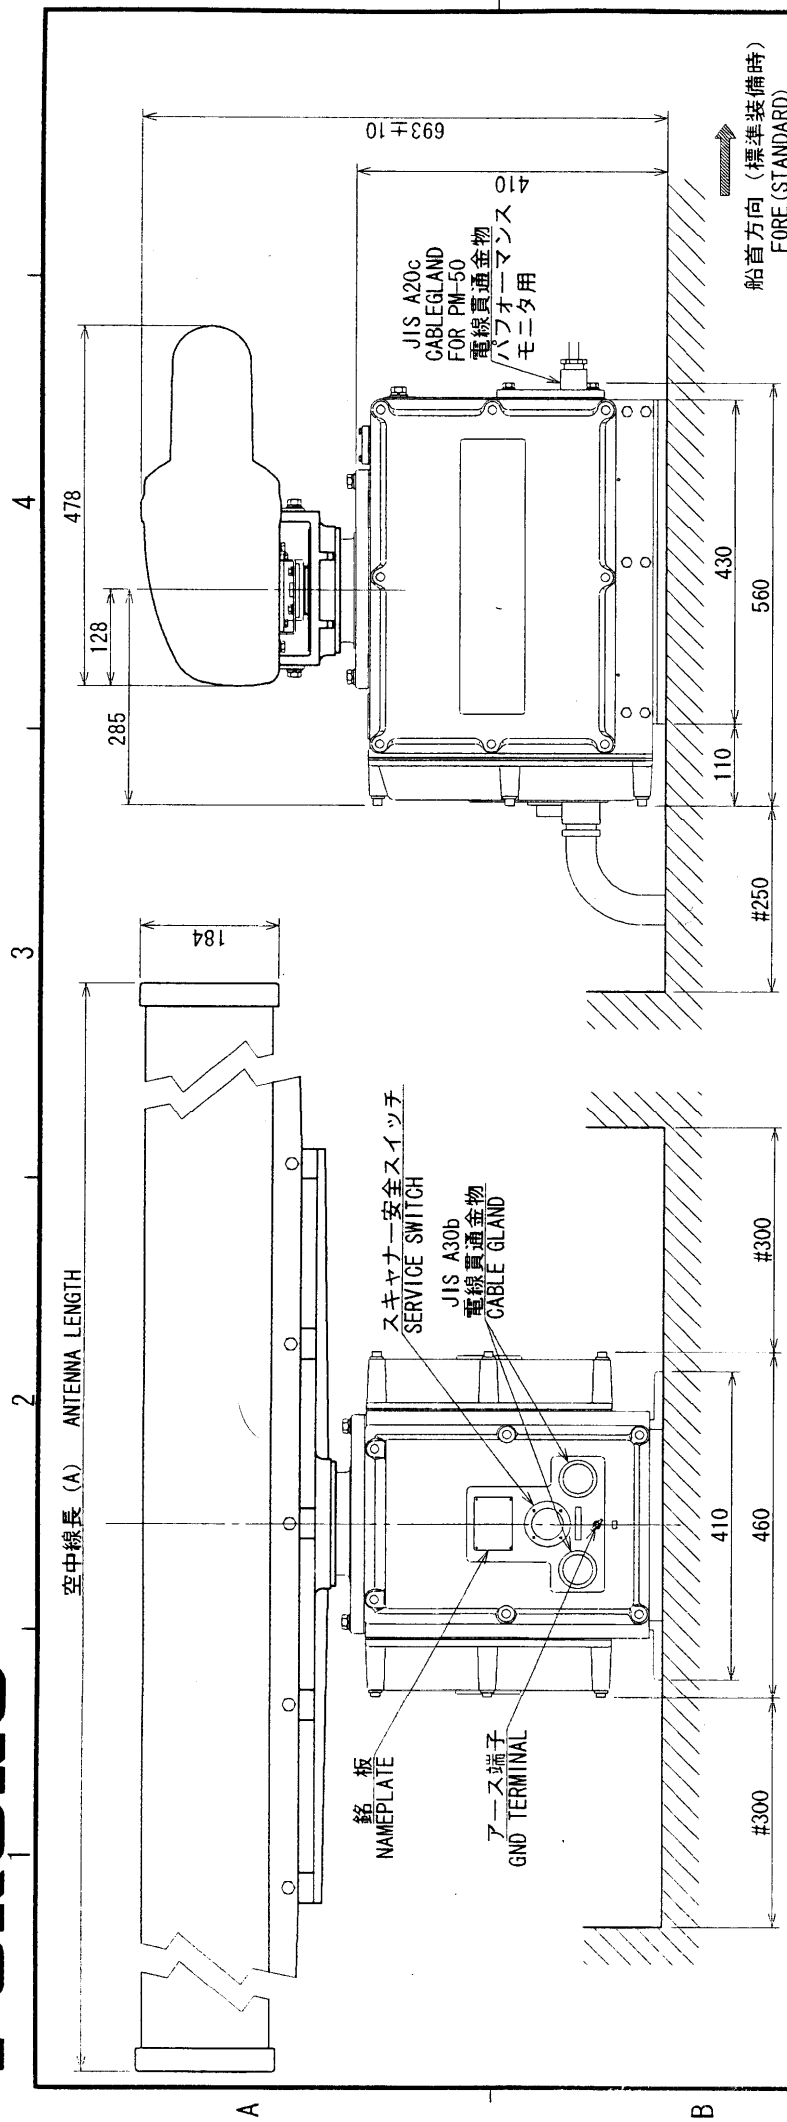 1
2
3
4
A
B
空中線長 (A) ANTENNA LENGTH
184
銘 板
NAMEPLATE
アース端子
GND TERMINAL
スキャナー安全スイッチ
SERVICE SWITCH
JIS A30b
電線貫通金物
CABLE GLAND
#300
410
460
#300
478
128
285
693±10
410
JIS A20c
CABLEGLAND
FOR PM-50
電線貫通金物
パフォーマンス
モニタ用
#250
110
430
560
船首方向 (標準装備時)
FORE (STANDARD)